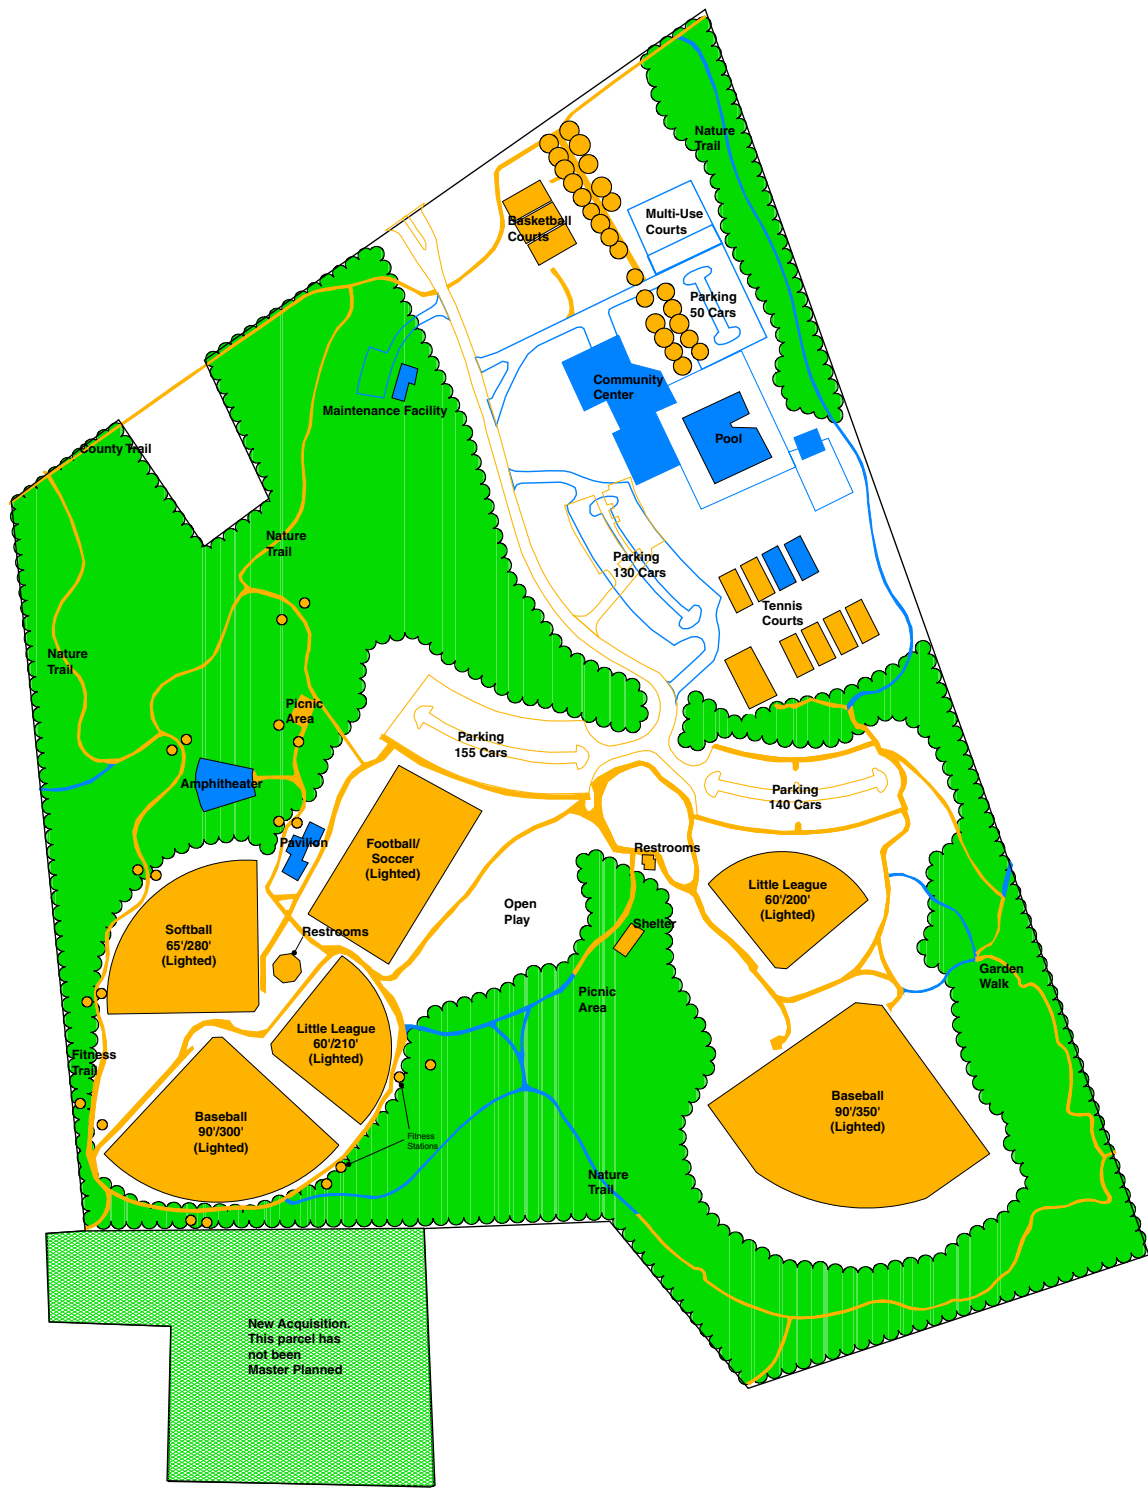 Nature
Trail
Basketball
Courts
Multi-Use
Courts
Parking
50 Cars
Community
Center
Maintenance Facility
Pool
County Trail
Nature
Trail
Parking
130 Cars
Tennis
Courts
Nature
Trail
Picnic
Area
Parking
155 Cars
Amphitheater
Parking
140 Cars
Pavilion
Football/
Soccer
(Lighted)
Restrooms
Little League
60'/200'
(Lighted)
Open
Play
Shelter
Softball
65'/280'
(Lighted)
Restrooms
Garden
Walk
Picnic
Area
Little League
60'/210'
(Lighted)
Fitness
Trail
Baseball
90'/350'
(Lighted)
Baseball
90'/300'
(Lighted)
Fitness
Stations
Nature
Trail
New Acquisition.
This parcel has
not been
Master Planned